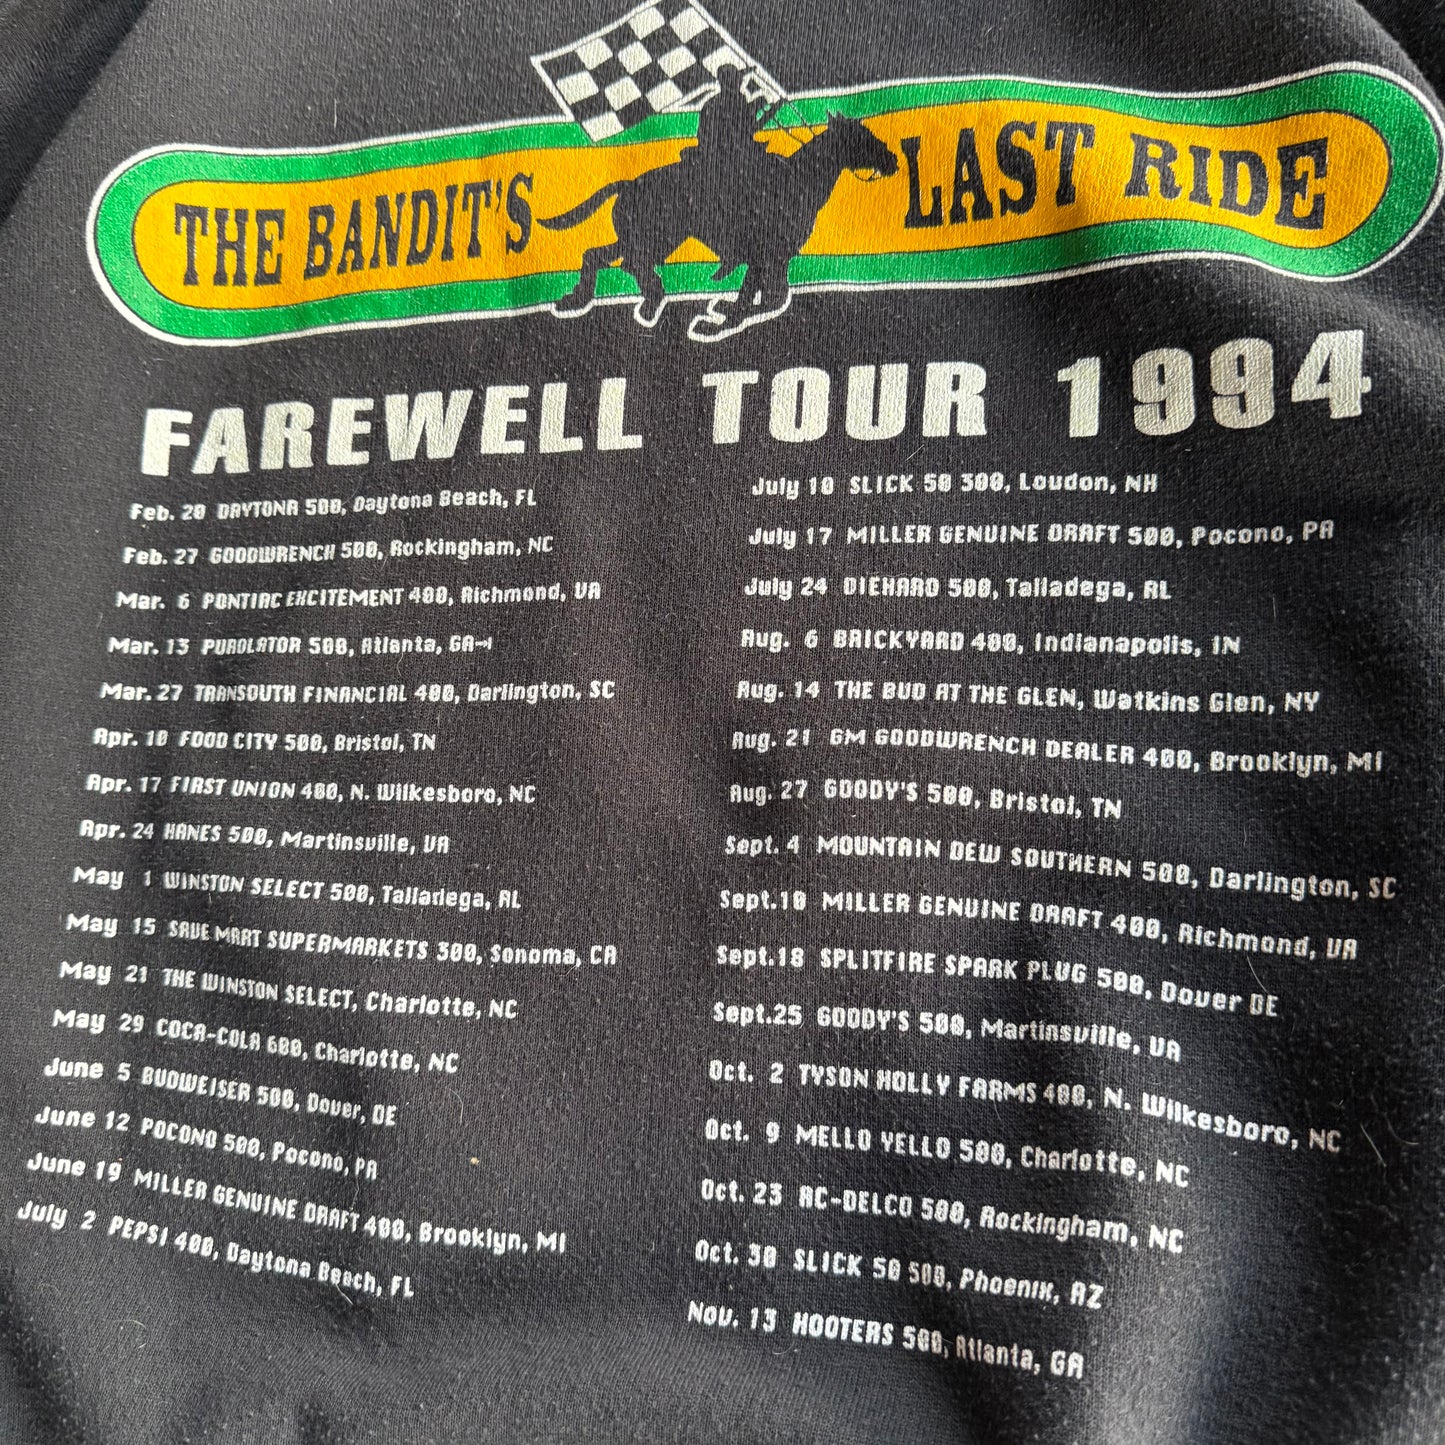 THE BANDIT'S LAST RIDE
FAREWELL TOUR 1994
Feb. 20 DAYTONA 500, Daytona Beach, FL
Feb. 27 GOODWRENCH 500, Rockingham, NC
Mar. 6 PONTIAC EXCITEMENT 400, Richmond, VA
Mar. 13 PUROLATOR 500, Atlanta, GA
Mar. 27 TRANSOUTH FINANCIAL 400, Darlington, SC
Apr. 10 FOOD CITY 500, Bristol, TN
Apr. 17 FIRST UNION 400, N. Wilkesboro, NC
Apr. 24 HANES 500, Martinsville, VA
May 1 WINSTON SELECT 500, Talladega, AL
May 15 SAVE MART SUPERMARKETS 300, Sonoma, CA
May 21 THE WINSTON SELECT, Charlotte, NC
May 29 COCA-COLA 600, Charlotte, NC
June 5 BUDWEISER 500, Dover, DE
June 12 POCONO 500, Pocono, PA
June 19 MILLER GENUINE DRAFT 400, Brooklyn, MI
July 2 PEPSI 400, Daytona Beach, FL
July 10 SLICK 50 300, Loudon, NH
July 17 MILLER GENUINE DRAFT 500, Pocono, PA
July 24 DIEHARD 500, Talladega, AL
Aug. 6 BRICKYARD 400, Indianapolis, IN
Aug. 14 THE BUD AT THE GLEN, Watkins Glen, NY
Aug. 21 GM GOODWRENCH DEALER 400, Brooklyn, MI
Aug. 27 GOODY'S 500, Bristol, TN
Sept. 4 MOUNTAIN DEW SOUTHERN 500, Darlington, SC
Sept.10 MILLER GENUINE DRAFT 400, Richmond, VA
Sept.18 SPLITFIRE SPARK PLUG 500, Dover DE
Sept.25 GOODY'S 500, Martinsville, VA
Oct. 2 TYSON HOLLY FARMS 400, N. Wilkesboro, NC
Oct. 9 MELLO YELLO 500, Charlotte, NC
Oct. 23 AC-DELCO 500, Rockingham, NC
Oct. 30 SLICK 50 500, Phoenix, AZ
Nov. 13 HOOTERS 500, Atlanta, GA